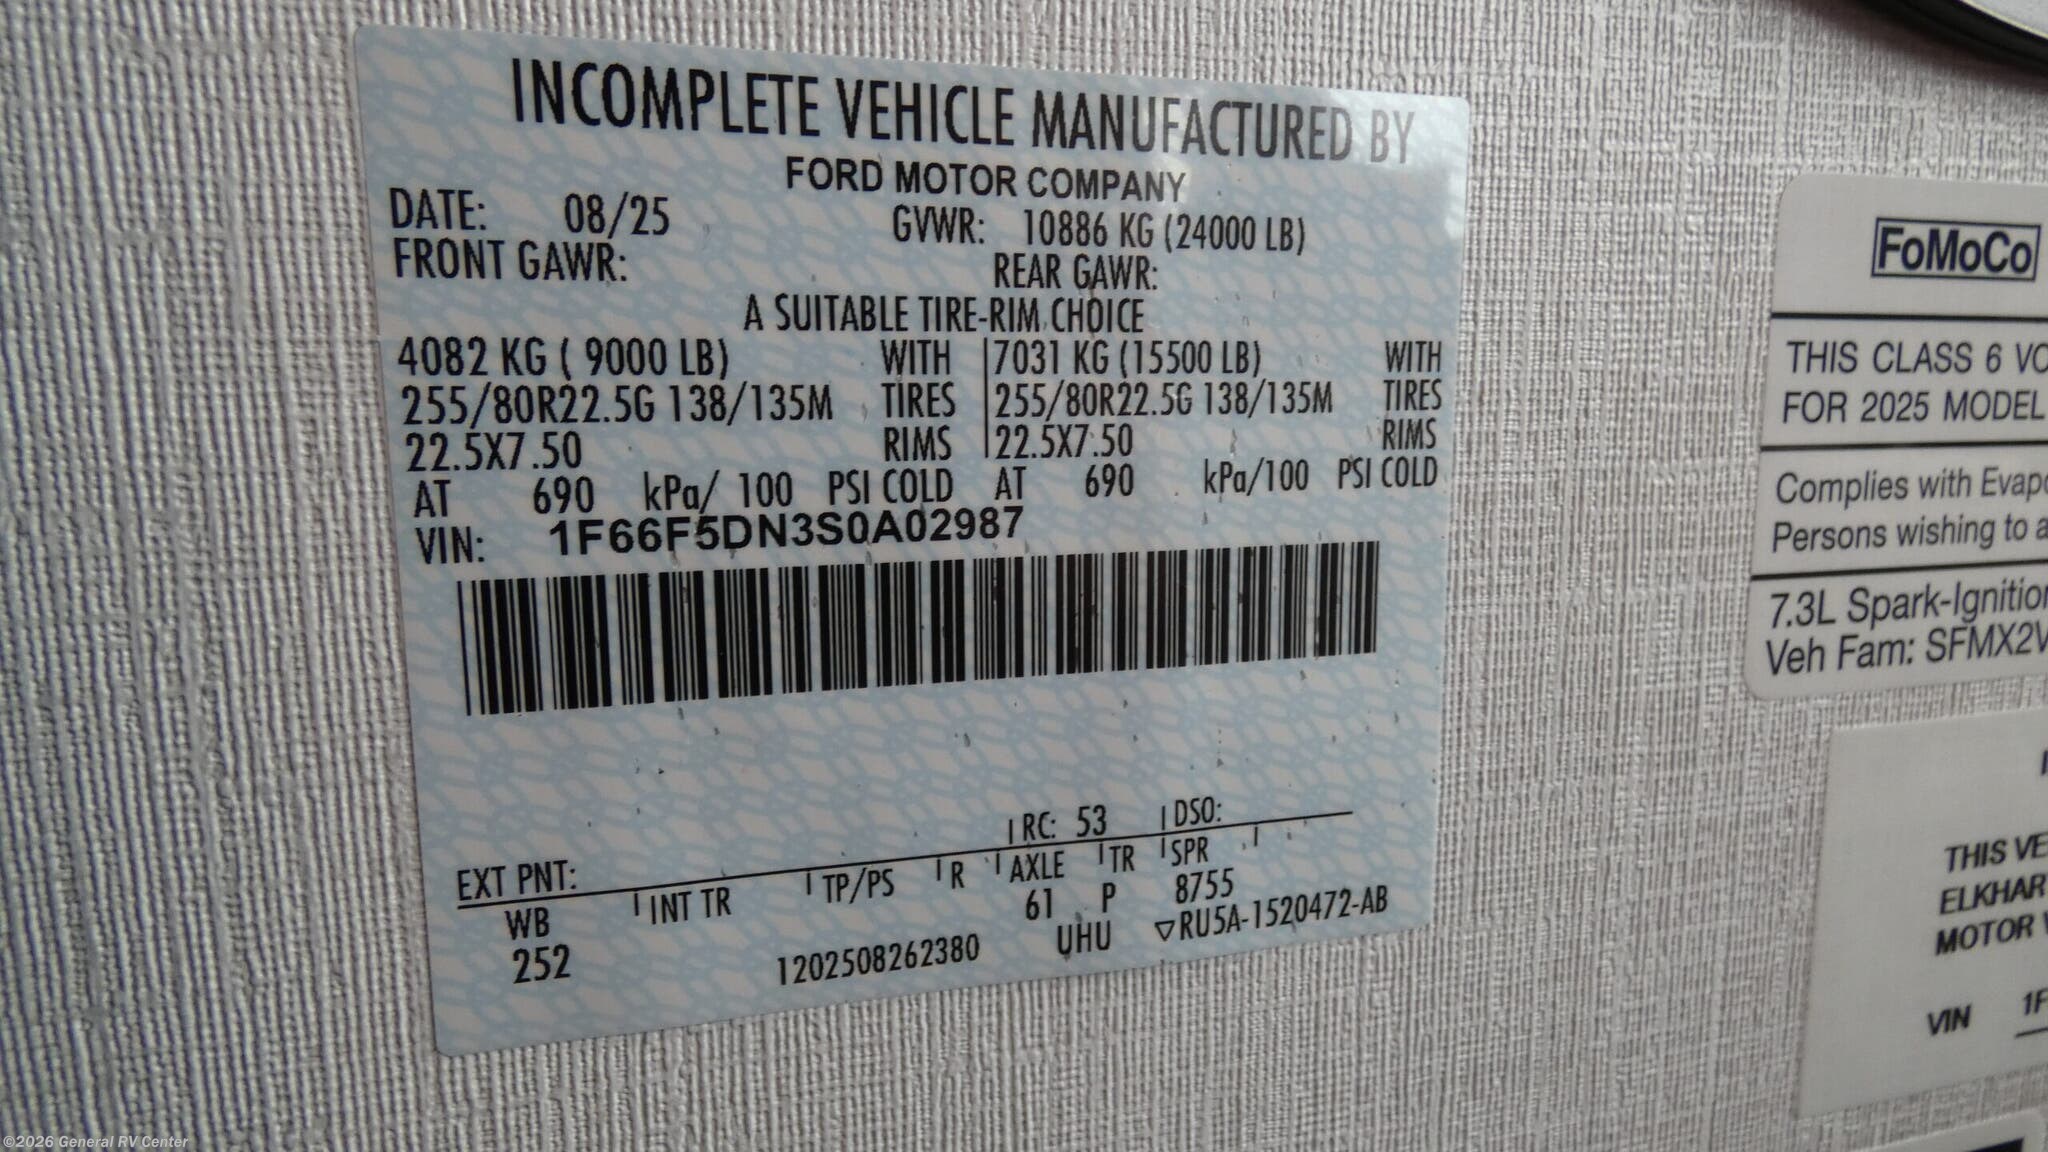 INCOMPLETE VEHICLE MANUFACTURED BY
FORD MOTOR COMPANY
DATE: 08/25 GVWR: 10886 KG (24000 LB)
FRONT GAWR: REAR GAWR:
A SUITABLE TIRE-RIM CHOICE
4082 KG ( 9000 LB) WITH 7031 KG (15500 LB) WITH
255/80R22.5G 138/135M TIRES 255/80R22.5G 138/135M TIRES
22.5X7.50 RIMS 22.5X7.50 RIMS
AT 690 kPa/ 100 PSI COLD AT 690 kPa/100 PSI COLD
VIN: 1F66F5DN3S0A02987
RC: 53 DSO:
EXT PNT:
WB INT TR TP/PS R AXLE TR SPR
252 61 P 8755
1202508262380 UHU ▽RU5A-1520472-AB
FoMoCo
THIS CLASS 6 VO
FOR 2025 MODEL
Complies with Evapo
Persons wishing to a
7.3L Spark-Ignition
Veh Fam: SFMX2V
THIS VE
ELKHAR
MOTOR V
VIN 1F
©2026 General RV Center